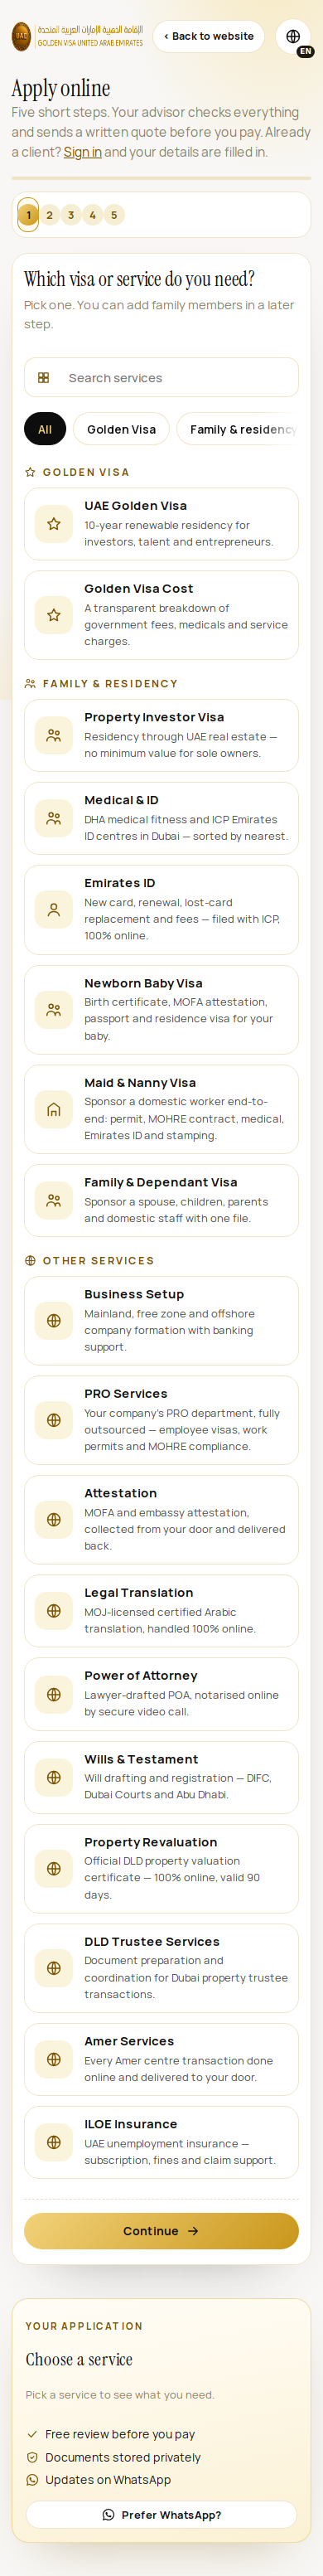 الإقامة الذهبية الإمارات العربية المتحدة
UAE
GOLDEN VISA UNITED ARAB EMIRATES
‹ Back to website
EN
Apply online
Five short steps. Your advisor checks everything
and sends a written quote before you pay. Already
a client? Sign in and your details are filled in.
1 2 3 4 5
Which visa or service do you need?
Pick one. You can add family members in a later
step.
Search services
All
Golden Visa
Family & residency
GOLDEN VISA
UAE Golden Visa
10-year renewable residency for
investors, talent and entrepreneurs.
Golden Visa Cost
A transparent breakdown of
government fees, medicals and service
charges.
FAMILY & RESIDENCY
Property Investor Visa
Residency through UAE real estate —
no minimum value for sole owners.
Medical & ID
DHA medical fitness and ICP Emirates
ID centres in Dubai — sorted by nearest.
Emirates ID
New card, renewal, lost-card
replacement and fees — filed with ICP,
100% online.
Newborn Baby Visa
Birth certificate, MOFA attestation,
passport and residence visa for your
baby.
Maid & Nanny Visa
Sponsor a domestic worker end-to-
end: permit, MOHRE contract, medical,
Emirates ID and stamping.
Family & Dependant Visa
Sponsor a spouse, children, parents
and domestic staff with one file.
OTHER SERVICES
Business Setup
Mainland, free zone and offshore
company formation with banking
support.
PRO Services
Your company's PRO department, fully
outsourced — employee visas, work
permits and MOHRE compliance.
Attestation
MOFA and embassy attestation,
collected from your door and delivered
back.
Legal Translation
MOJ-licensed certified Arabic
translation, handled 100% online.
Power of Attorney
Lawyer-drafted POA, notarised online
by secure video call.
Wills & Testament
Will drafting and registration — DIFC,
Dubai Courts and Abu Dhabi.
Property Revaluation
Official DLD property valuation
certificate — 100% online, valid 90
days.
DLD Trustee Services
Document preparation and
coordination for Dubai property trustee
transactions.
Amer Services
Every Amer centre transaction done
online and delivered to your door.
ILOE Insurance
UAE unemployment insurance —
subscription, fines and claim support.
Continue →
YOUR APPLICATION
Choose a service
Pick a service to see what you need.
Free review before you pay
Documents stored privately
Updates on WhatsApp
Prefer WhatsApp?